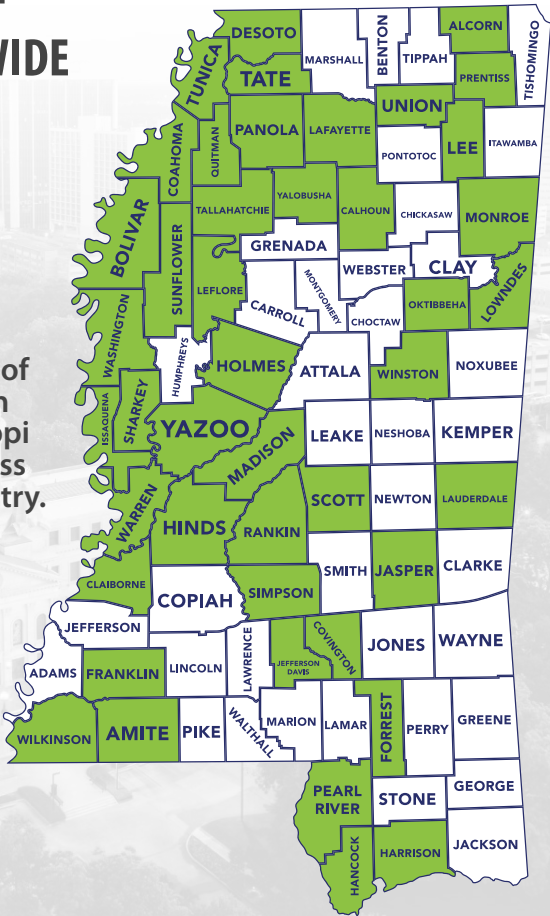 WIDE
of
n
opi
ss
try.
DESOTO
MARSHALL
BENTON
TIPPAH
ALCORN
TISHOMINGO
TUNICA
TATE
PRENTISS
UNION
COAHOMA
QUITMAN
PANOLA
LAFAYETTE
PONTOTOC
LEE
ITAWAMBA
BOLIVAR
SUNFLOWER
TALLAHATCHIE
YALOBUSHA
CALHOUN
CHICKASAW
MONROE
GRENADA
LEFLORE
CARROLL
MONTGOMERY
WEBSTER
CLAY
CHOCTAW
OKTIBBEHA
LOWNDES
WASHINGTON
HUMPHREYS
HOLMES
ATTALA
WINSTON
NOXUBEE
ISSAQUENA
SHARKEY
YAZOO
MADISON
LEAKE
NESHOBA
KEMPER
WARREN
HINDS
RANKIN
SCOTT
NEWTON
LAUDERDALE
CLAIBORNE
COPIAH
SIMPSON
SMITH
JASPER
CLARKE
JEFFERSON
ADAMS
FRANKLIN
LINCOLN
LAWRENCE
JEFFERSON
DAVIS
COVINGTON
JONES
WAYNE
WILKINSON
AMITE
PIKE
WALTHALL
MARION
LAMAR
FORREST
PERRY
GREENE
PEARL
RIVER
STONE
GEORGE
HANCOCK
HARRISON
JACKSON